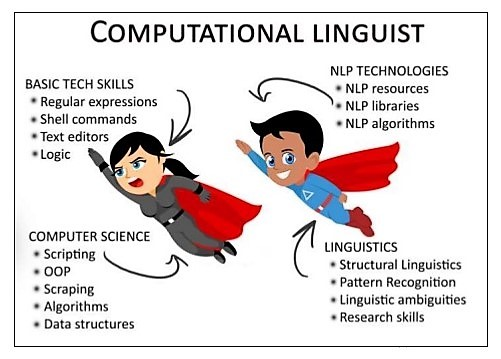 COMPUTATIONAL LINGUIST
BASIC TECH SKILLS
Regular expressions
Shell commands
Text editors
Logic
NLP TECHNOLOGIES
NLP resources
NLP libraries
NLP algorithms
COMPUTER SCIENCE
Scripting
OOP
Scraping
Algorithms
Data structures
LINGUISTICS
Structural Linguistics
Pattern Recognition
Linguistic ambiguities
Research skills